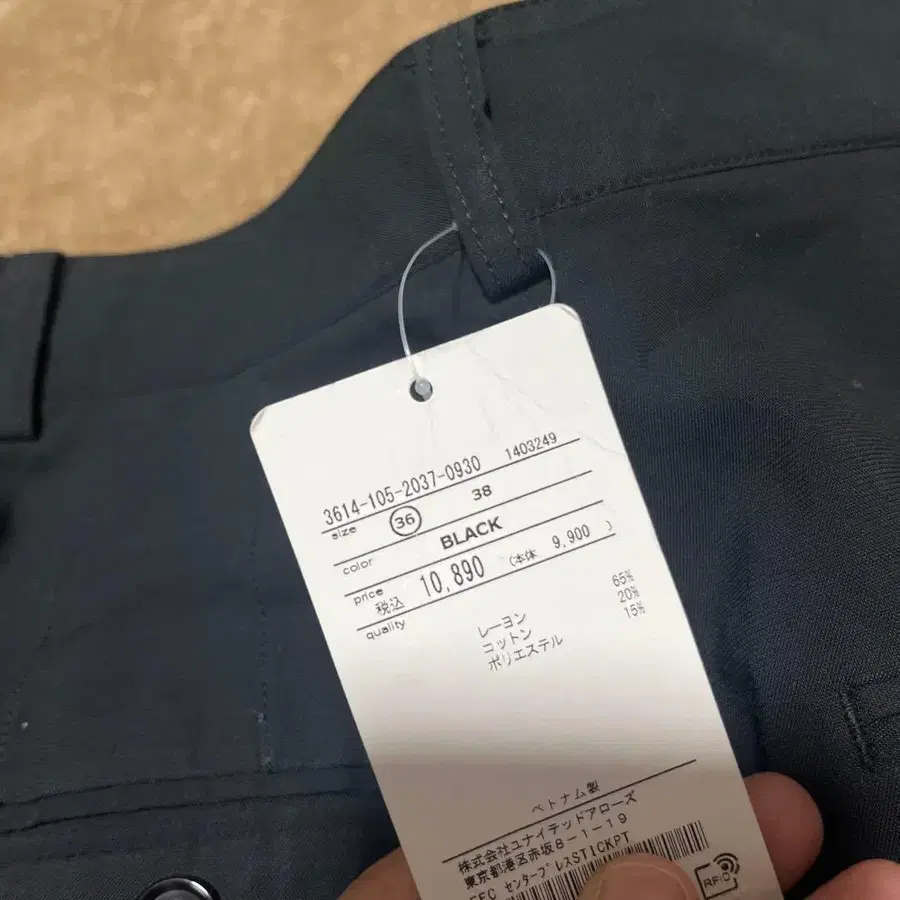 3614-105-2037-0930 1403249
size 36 38
color BLACK
price 税込 10,890 (本体 9,900 )
quality
レーヨン 65%
コットン 20%
ポリエステル 15%
ベトナム製
株式会社ユナイテッドアローズ
東京都港区赤坂8-1-19
センタープレスSTICKPT
RFID